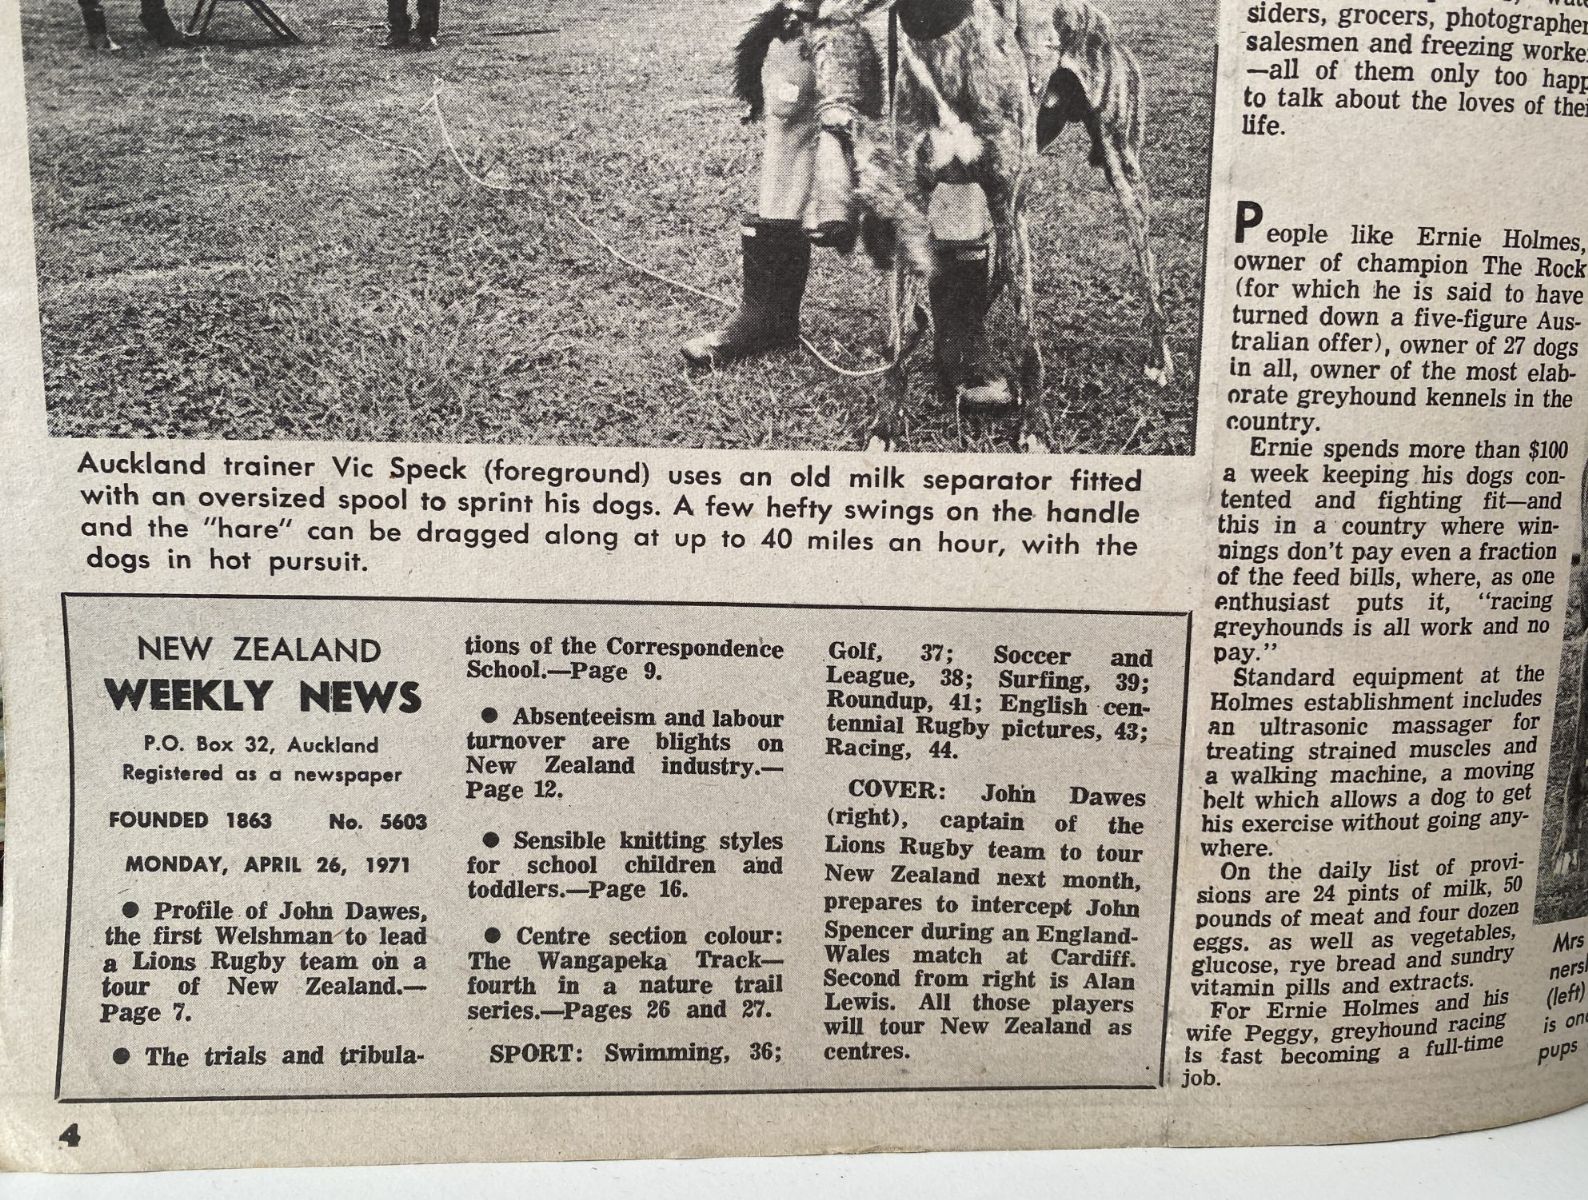 siders, grocers, photographer
salesmen and freezing worke
—all of them only too happ
to talk about the loves of thei
life.
People like Ernie Holmes,
owner of champion The Rock
(for which he is said to have
turned down a five-figure Aus-
tralian offer), owner of 27 dogs
in all, owner of the most elab-
orate greyhound kennels in the
country.
Ernie spends more than $100
a week keeping his dogs con-
tented and fighting fit—and
this in a country where win-
nings don't pay even a fraction
of the feed bills, where, as one
enthusiast puts it, "racing
greyhounds is all work and no
pay."
Standard equipment at the
Holmes establishment includes
an ultrasonic massager for
treating strained muscles and
a walking machine, a moving
belt which allows a dog to get
his exercise without going any-
where.
On the daily list of provi-
sions are 24 pints of milk, 50
pounds of meat and four dozen
eggs. as well as vegetables,
glucose, rye bread and sundry
vitamin pills and extracts.
For Ernie Holmes and his
wife Peggy, greyhound racing
is fast becoming a full-time
job.
Auckland trainer Vic Speck (foreground) uses an old milk separator fitted
with an oversized spool to sprint his dogs. A few hefty swings on the handle
and the "hare" can be dragged along at up to 40 miles an hour, with the
dogs in hot pursuit.
NEW ZEALAND
WEEKLY NEWS
P.O. Box 32, Auckland
Registered as a newspaper
FOUNDED 1863 No. 5603
MONDAY, APRIL 26, 1971
● Profile of John Dawes,
the first Welshman to lead
a Lions Rugby team on a
tour of New Zealand.—
Page 7.
● The trials and tribula-
tions of the Correspondence
School.—Page 9.
● Absenteeism and labour
turnover are blights on
New Zealand industry.—
Page 12.
● Sensible knitting styles
for school children and
toddlers.—Page 16.
● Centre section colour:
The Wangapeka Track—
fourth in a nature trail
series.—Pages 26 and 27.
SPORT: Swimming, 36;
Golf, 37; Soccer and
League, 38; Surfing, 39;
Roundup, 41; English cen-
tennial Rugby pictures, 43;
Racing, 44.
COVER: John Dawes
(right), captain of the
Lions Rugby team to tour
New Zealand next month,
prepares to intercept John
Spencer during an England-
Wales match at Cardiff.
Second from right is Alan
Lewis. All those players
will tour New Zealand as
centres.
Mrs
ners
(left)
is on
pups
4